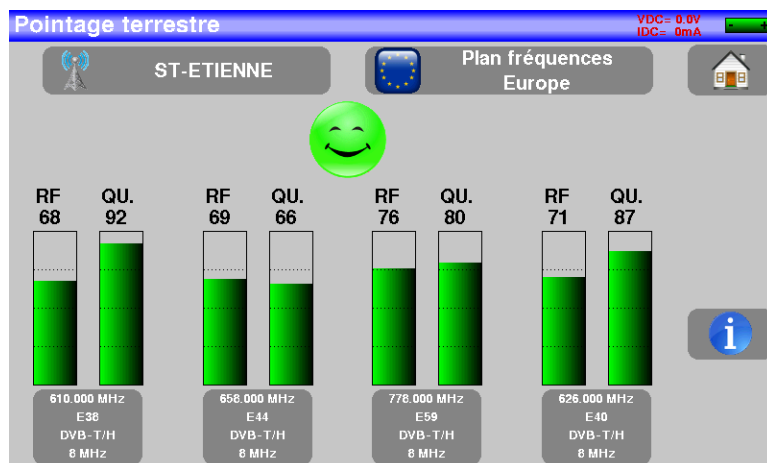 Pointage terrestre
VDC= 0.0V
IDC= 0mA
- +
ST-ETIENNE
Plan fréquences
Europe
RF QU. RF QU. RF QU. RF QU.
68 92 69 66 76 80 71 87
610.000 MHz
E38
DVB-T/H
8 MHz
658.000 MHz
E44
DVB-T/H
8 MHz
778.000 MHz
E59
DVB-T/H
8 MHz
626.000 MHz
E40
DVB-T/H
8 MHz
i